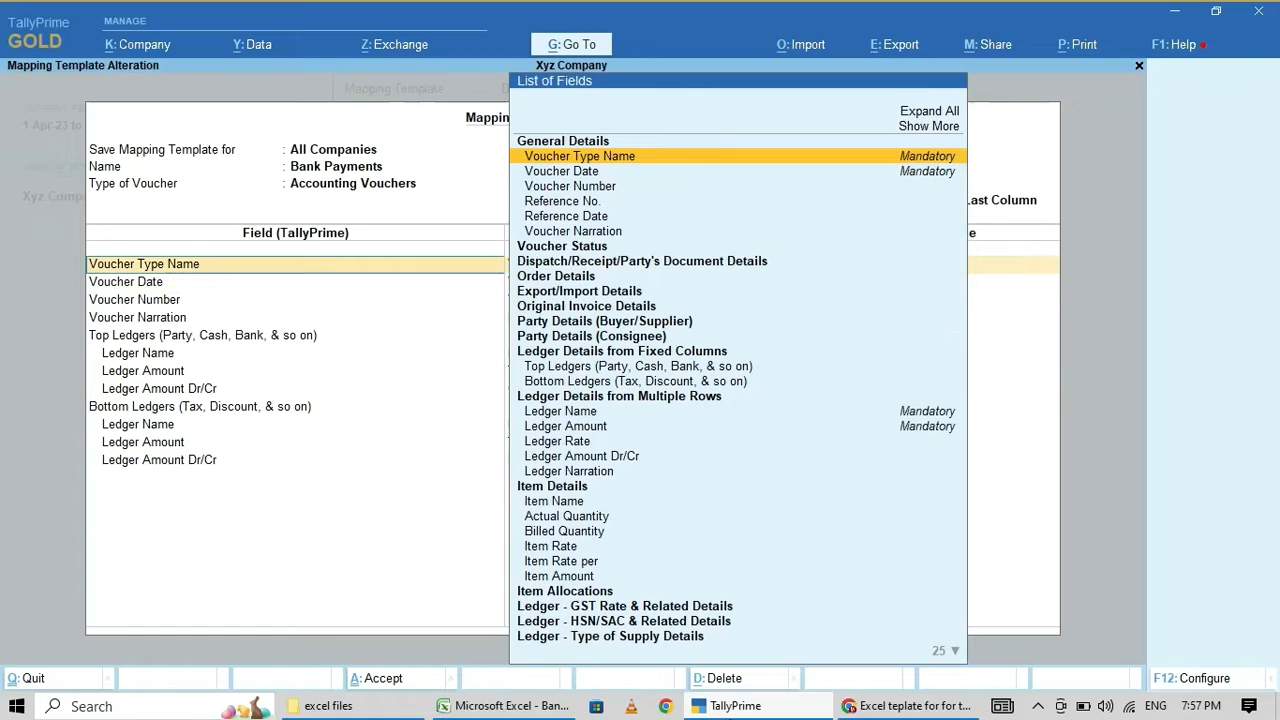 TallyPrime
GOLD
MANAGE
K: Company
Y: Data
Z: Exchange
G: Go To
O: Import
E: Export
M: Share
P: Print
F1: Help
Mapping Template Alteration
Xyz Company
List of Fields
Mapping Template
Expand All
Show More
1-Apr-23 to
Xyz Comp
Mappin
Save Mapping Template for : All Companies
Name : Bank Payments
Type of Voucher : Accounting Vouchers
Last Column
Field (TallyPrime)
Voucher Type Name
Voucher Date
Voucher Number
Voucher Narration
Top Ledgers (Party, Cash, Bank, & so on)
Ledger Name
Ledger Amount
Ledger Amount Dr/Cr
Bottom Ledgers (Tax, Discount, & so on)
Ledger Name
Ledger Amount
Ledger Amount Dr/Cr
General Details
Voucher Type Name Mandatory
Voucher Date Mandatory
Voucher Number
Reference No.
Reference Date
Voucher Narration
Voucher Status
Dispatch/Receipt/Party's Document Details
Order Details
Export/Import Details
Original Invoice Details
Party Details (Buyer/Supplier)
Party Details (Consignee)
Ledger Details from Fixed Columns
Top Ledgers (Party, Cash, Bank, & so on)
Bottom Ledgers (Tax, Discount, & so on)
Ledger Details from Multiple Rows
Ledger Name Mandatory
Ledger Amount Mandatory
Ledger Rate
Ledger Amount Dr/Cr
Ledger Narration
Item Details
Item Name
Actual Quantity
Billed Quantity
Item Rate
Item Rate per
Item Amount
Item Allocations
Ledger - GST Rate & Related Details
Ledger - HSN/SAC & Related Details
Ledger - Type of Supply Details
25 ▼
Q: Quit
A: Accept
D: Delete
F12: Configure
Search
excel files
Microsoft Excel - Ban...
TallyPrime
Excel teplate for for t...
ENG
7:57 PM